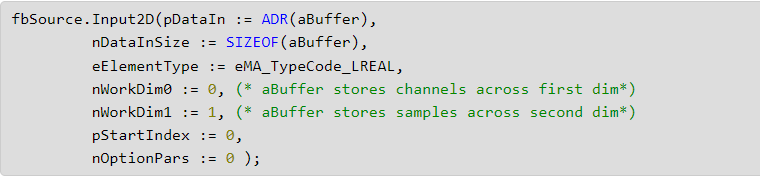 fbSource.Input2D(pDataIn := ADR(aBuffer),
nDataInSize := SIZEOF(aBuffer),
eElementType := eMA_TypeCode_LREAL,
nWorkDim0 := 0, (* aBuffer stores channels across first dim*)
nWorkDim1 := 1, (* aBuffer stores samples across second dim*)
pStartIndex := 0,
nOptionPars := 0 );